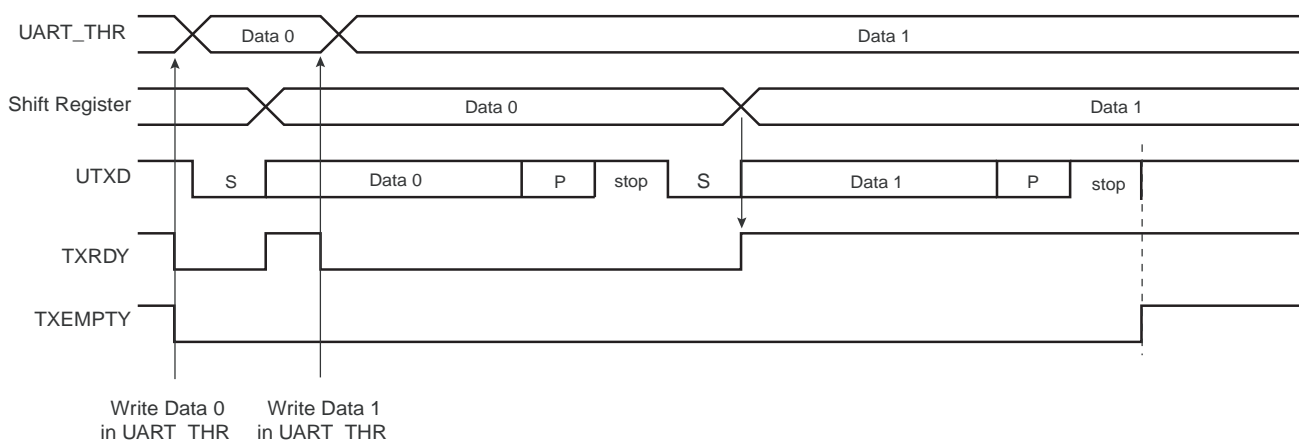 UART_THR
Data 0
Data 1
Shift Register
Data 0
Data 1
UTXD
S
Data 0
P
stop
S
Data 1
P
stop
TXRDY
TXEMPTY
Write Data 0
in UART_THR
Write Data 1
in UART_THR